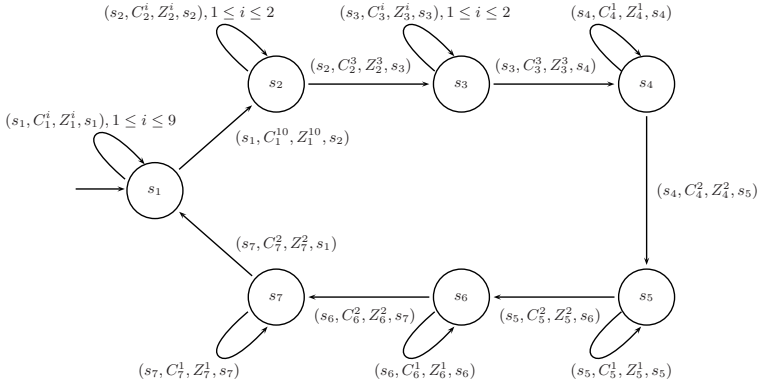 (s_2, C_2^i, Z_2^i, s_2), 1 ≤ i ≤ 2
(s_3, C_3^i, Z_3^i, s_3), 1 ≤ i ≤ 2
(s_4, C_4^1, Z_4^1, s_4)
s_2
(s_2, C_2^3, Z_2^3, s_3)
s_3
(s_3, C_3^3, Z_3^3, s_4)
s_4
(s_1, C_1^i, Z_1^i, s_1), 1 ≤ i ≤ 9
(s_1, C_1^{10}, Z_1^{10}, s_2)
s_1
(s_4, C_4^2, Z_4^2, s_5)
(s_7, C_7^2, Z_7^2, s_1)
s_7
(s_6, C_6^2, Z_6^2, s_7)
s_6
(s_5, C_5^2, Z_5^2, s_6)
s_5
(s_7, C_7^1, Z_7^1, s_7)
(s_6, C_6^1, Z_6^1, s_6)
(s_5, C_5^1, Z_5^1, s_5)